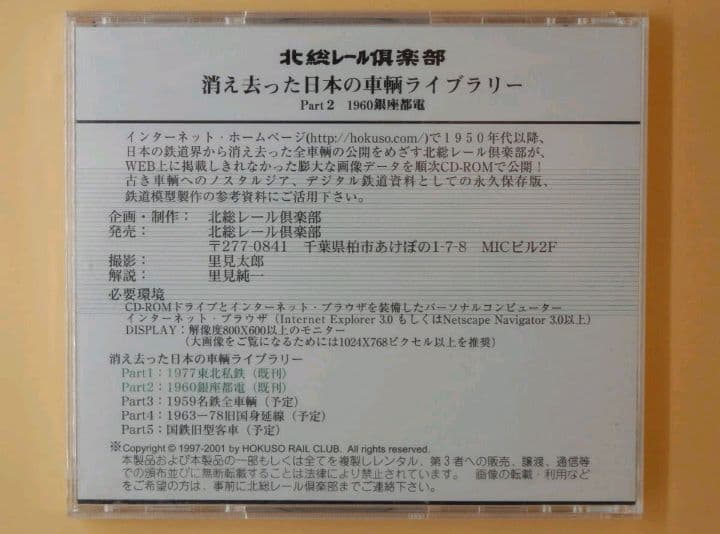 北総レール倶楽部
消え去った日本の車輌ライブラリー
Part 2 1960銀座都電
インターネット・ホームページ(http://hokuso.com/)で１９５０年代以降、
日本の鉄道界から消え去った全車輌の公開をめざす北総レール倶楽部が、
WEB上に掲載しきれなかった膨大な画像データを順次CD-ROMで公開！
古き車輌へのノスタルジア、デジタル鉄道資料としての永久保存版、
鉄道模型製作の参考資料にご活用下さい。
企画・制作： 北総レール倶楽部
発売： 北総レール倶楽部
〒277-0841 千葉県柏市あけぼの1-7-8 MICビル2F
撮影： 里見太郎
解説： 里見純一
必要環境
CD-ROMドライブとインターネット・ブラウザを装備したパーソナルコンピューター
インターネット・ブラウザ（Internet Explorer 3.0 もしくはNetscape Navigator 3.0以上）
DISPLAY：解像度800X600以上のモニター
（大画像をご覧になるためには1024X768ピクセル以上を推奨）
消え去った日本の車輌ライブラリー
Part1：1977東北私鉄（既刊）
Part2：1960銀座都電（既刊）
Part3：1959名鉄全車輌（予定）
Part4：1963－78旧国身延線（予定）
Part5：国鉄旧型客車（予定）
※Copyright © 1997-2001 by HOKUSO RAIL CLUB. All rights reserved.
本製品および本製品の一部もしくは全てを複製しレンタル、第３者への販売、譲渡、通信等
での頒布並びに無断転載することは法律により禁止されています。 画像の転載・利用など
をご希望の方は、事前に北総レール倶楽部までご連絡下さい。